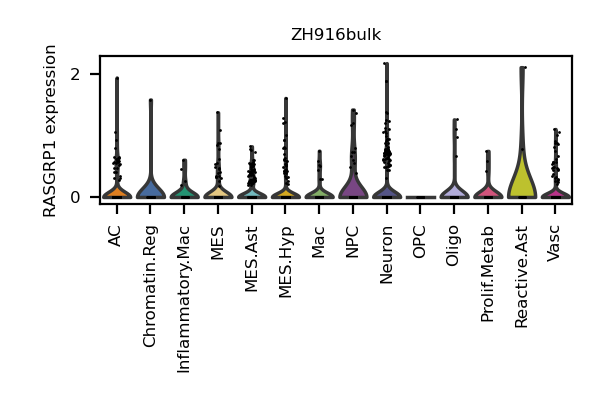 ZH916bulk
RASGRP1 expression
2
0
AC
Chromatin.Reg
Inflammatory.Mac
MES
MES.Ast
MES.Hyp
Mac
NPC
Neuron
OPC
Oligo
Prolif.Metab
Reactive.Ast
Vasc